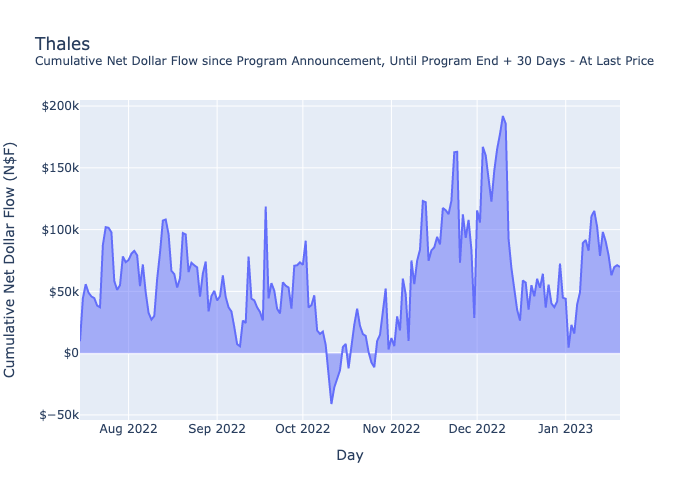 Thales
Cumulative Net Dollar Flow since Program Announcement, Until Program End + 30 Days - At Last Price
$200k
$150k
$100k
$50k
$0
$−50k
Cumulative Net Dollar Flow (N$F)
Aug 2022
Sep 2022
Oct 2022
Nov 2022
Dec 2022
Jan 2023
Day